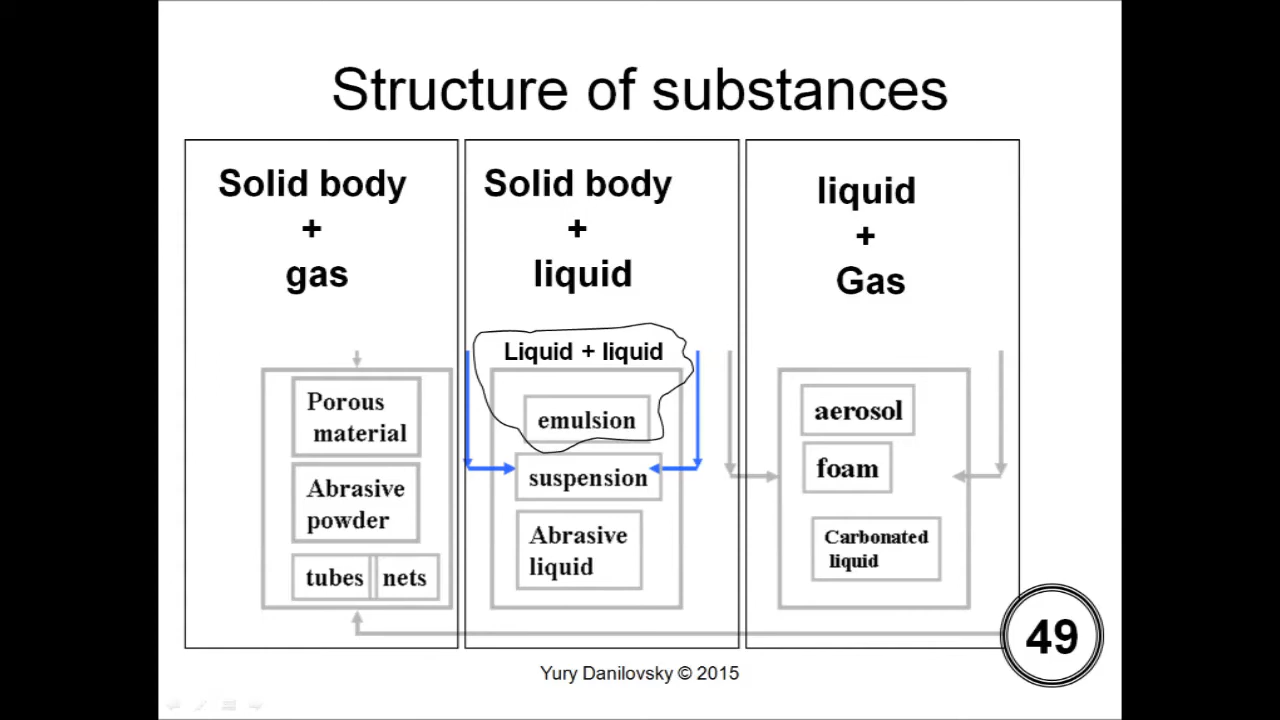 Structure of substances
Solid body
+
gas
Porous
material
Abrasive
powder
tubes nets
Solid body
+
liquid
Liquid + liquid
emulsion
suspension
Abrasive
liquid
liquid
+
Gas
aerosol
foam
Carbonated
liquid
49
Yury Danilovsky © 2015